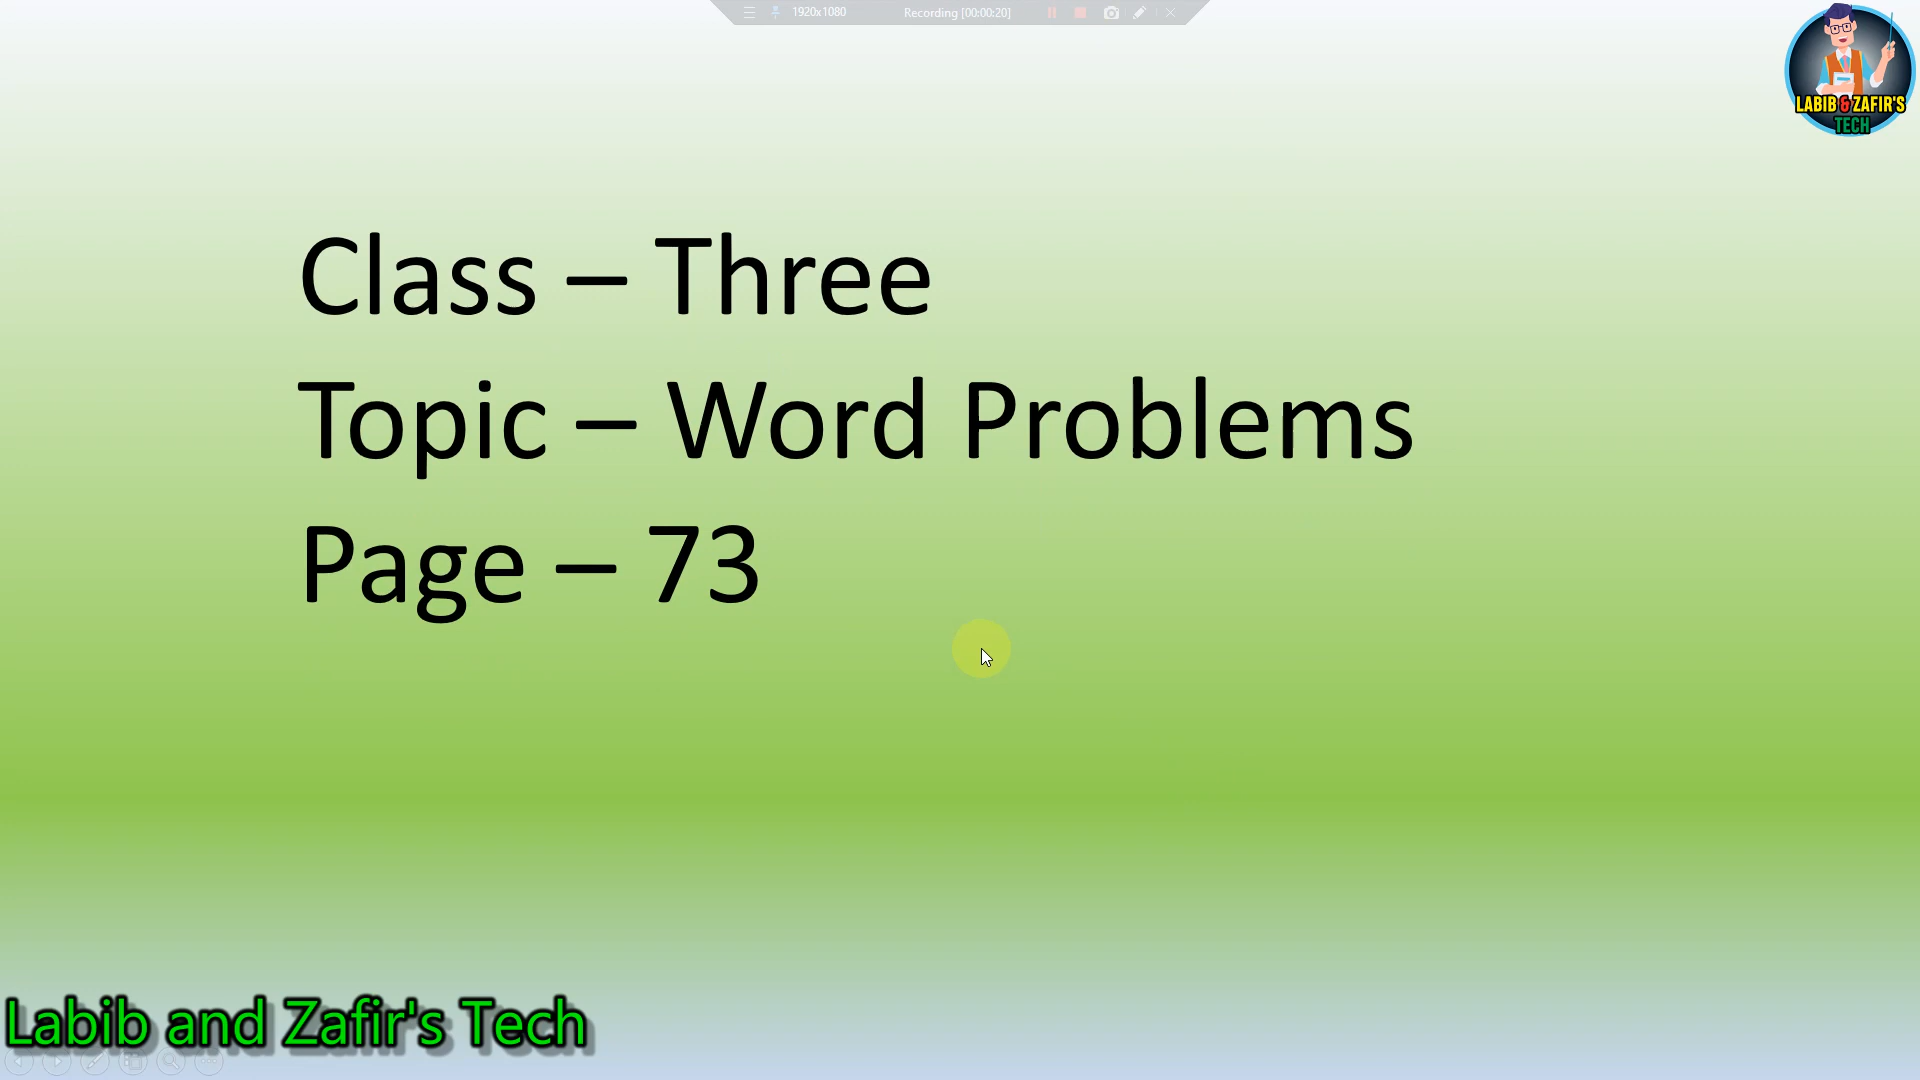 1920x1080 Recording [00:00:20]
LABIB & ZAFIR'S
TECH
Class – Three
Topic – Word Problems
Page – 73
Labib and Zafir's Tech